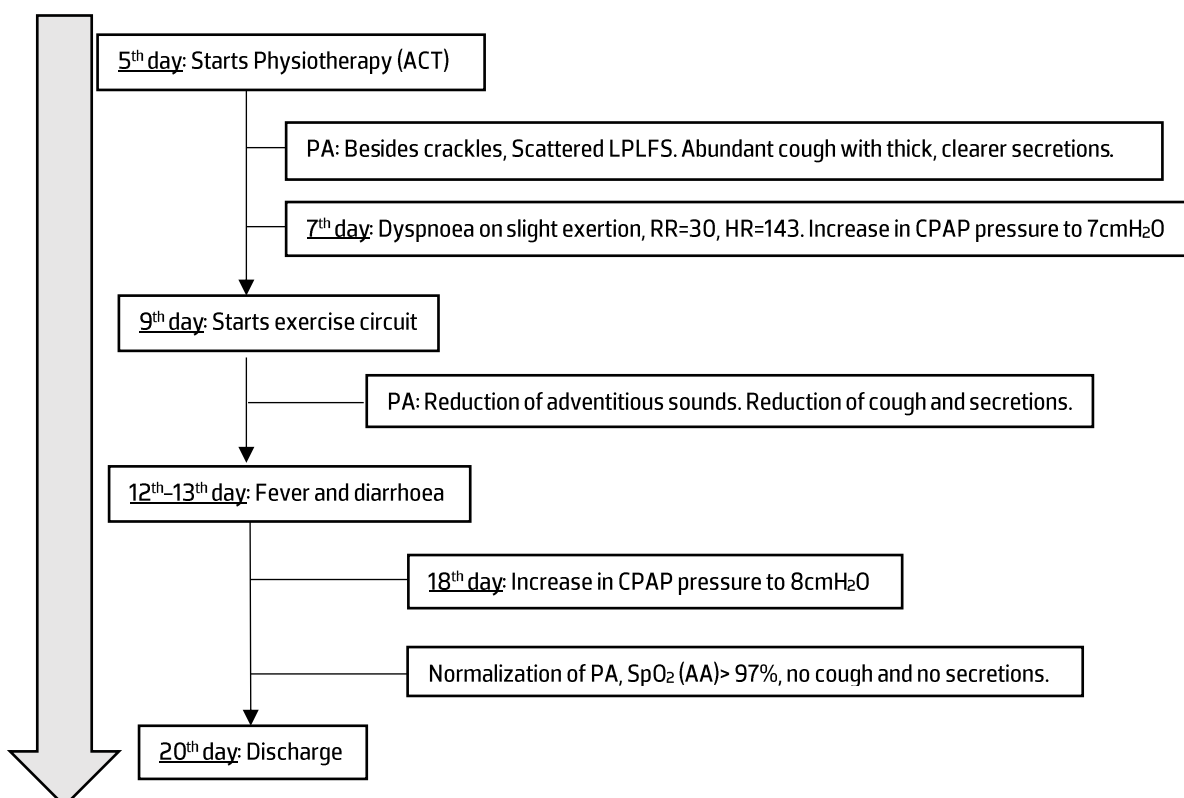 5th day: Starts Physiotherapy (ACT)
PA: Besides crackles, Scattered LPLFS. Abundant cough with thick, clearer secretions.
7th day: Dyspnoea on slight exertion, RR=30, HR=143. Increase in CPAP pressure to 7cmH₂O
9th day: Starts exercise circuit
PA: Reduction of adventitious sounds. Reduction of cough and secretions.
12th–13th day: Fever and diarrhoea
18th day: Increase in CPAP pressure to 8cmH₂O
Normalization of PA, SpO₂ (AA)> 97%, no cough and no secretions.
20th day: Discharge